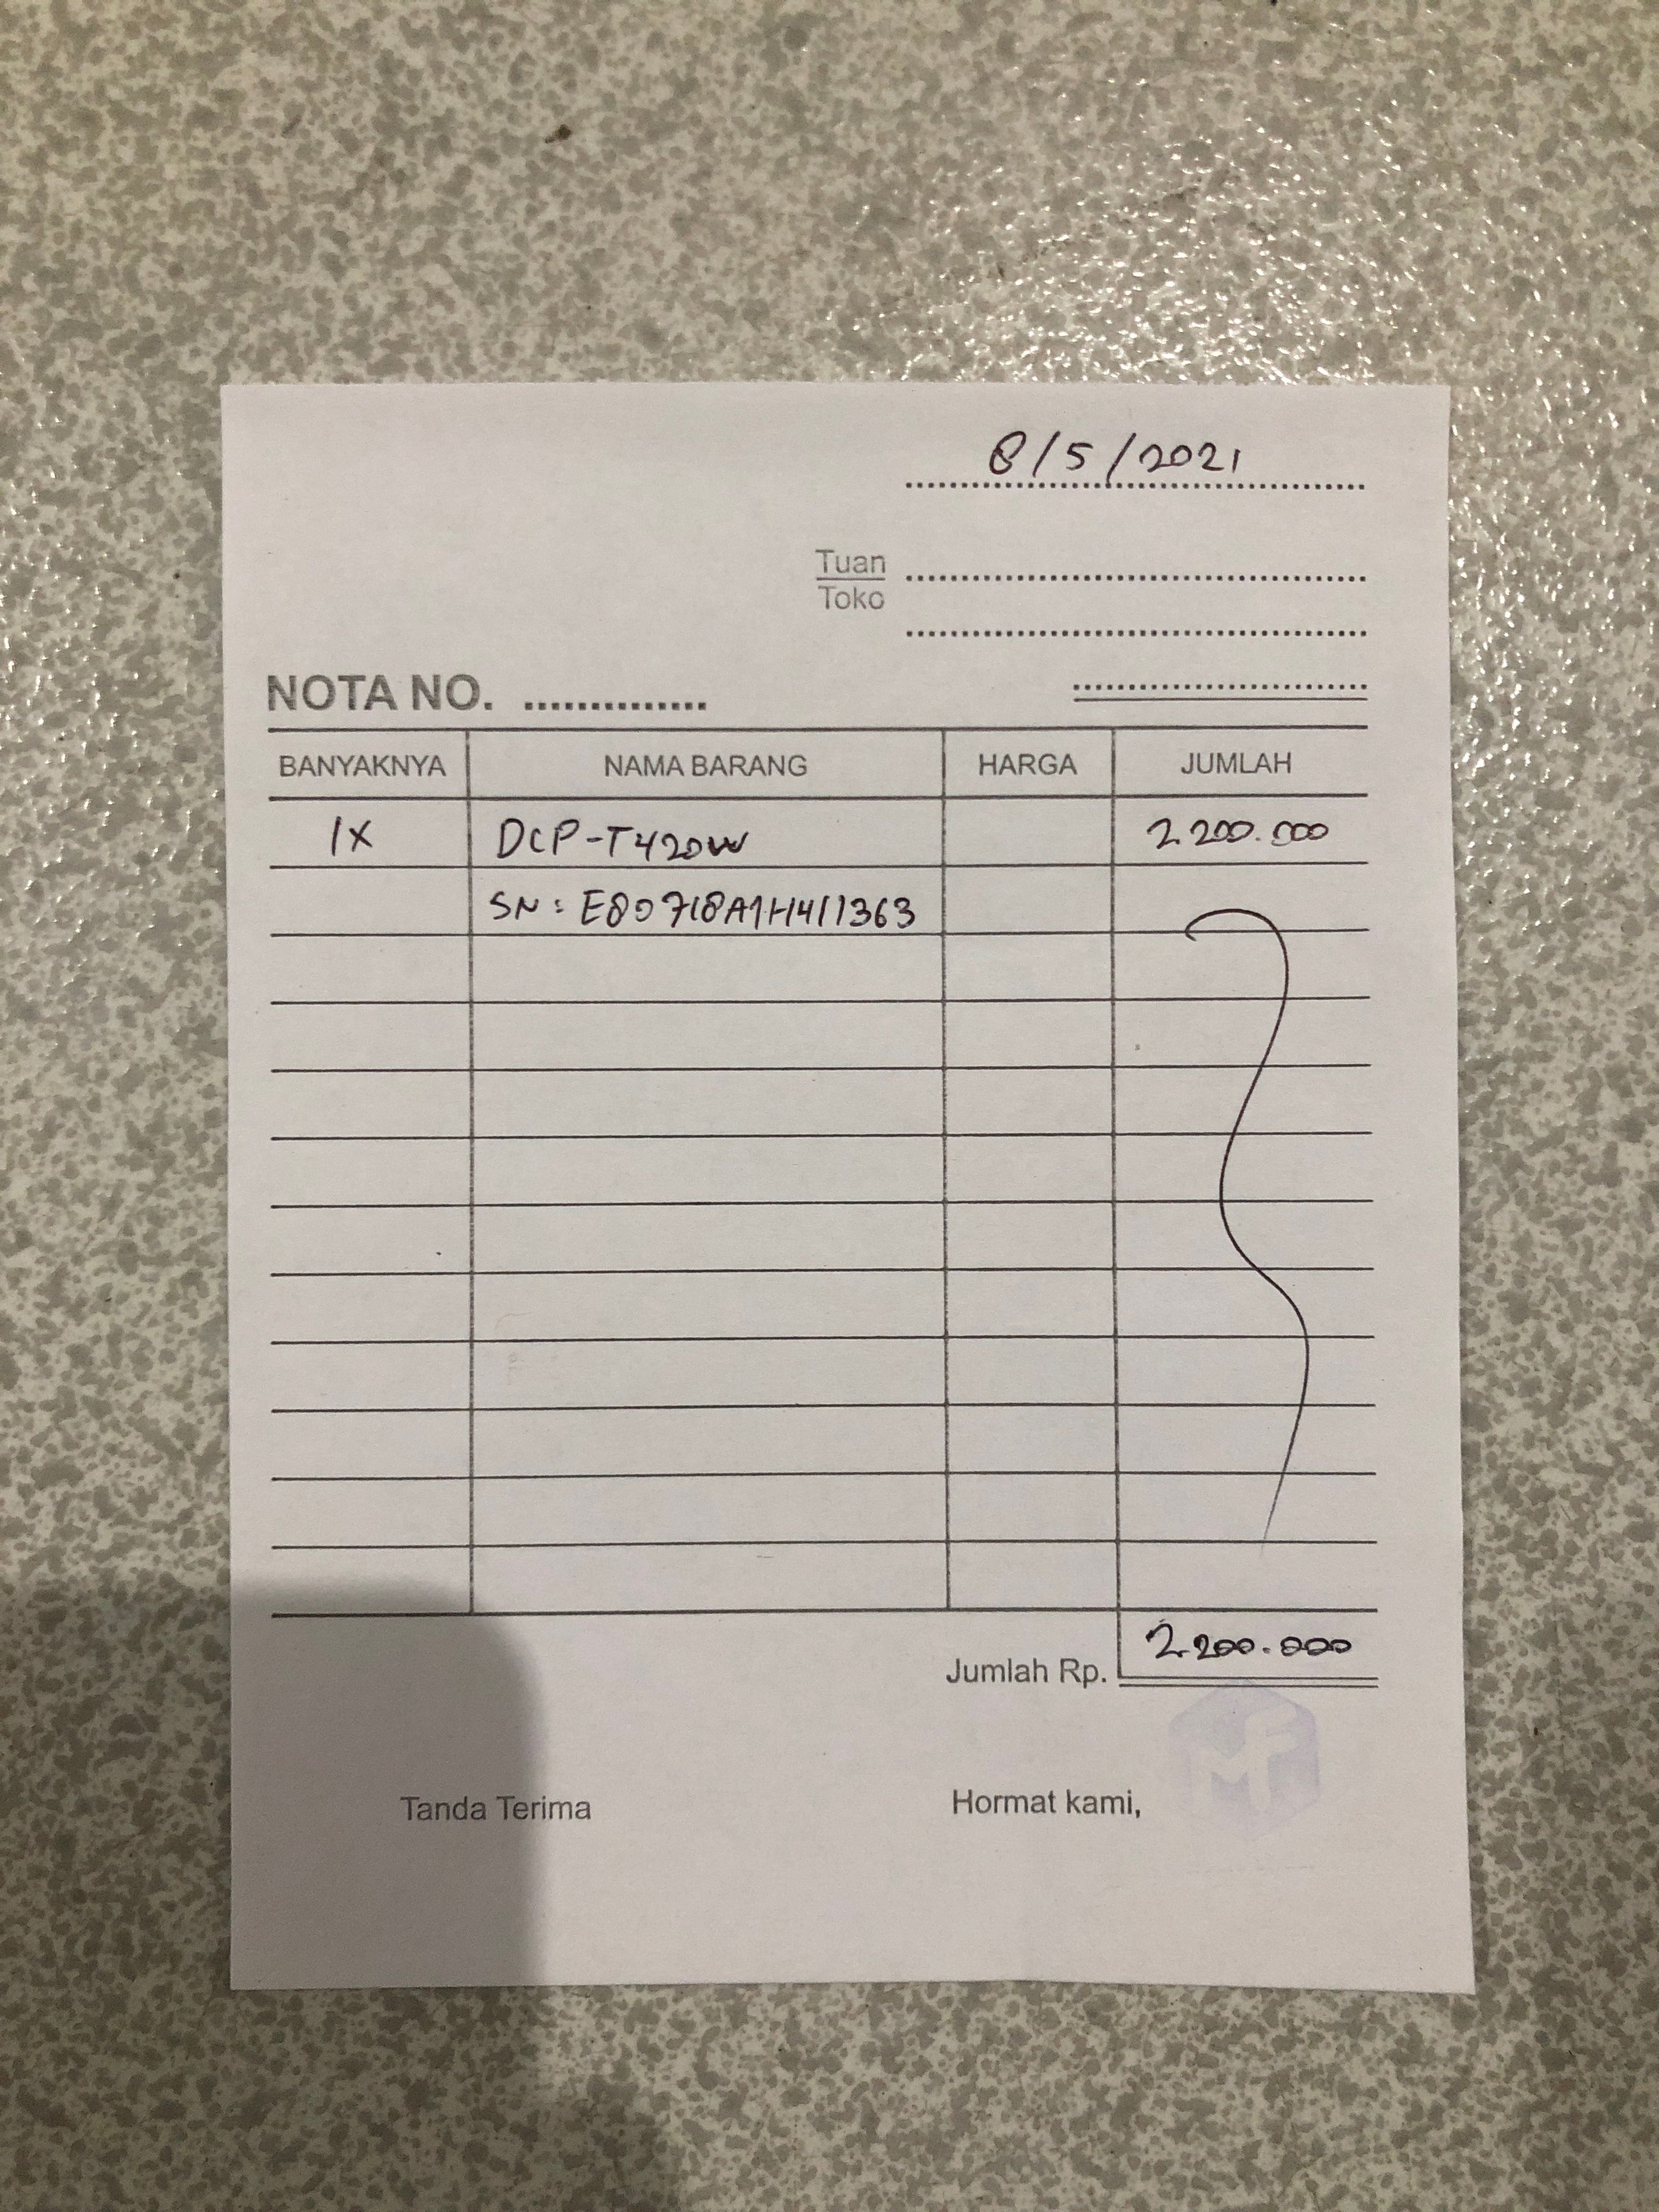 8/5/2021
Tuan
Toko
NOTA NO. ..............
BANYAKNYA NAMA BARANG HARGA JUMLAH
1X DCP-T420W 2.200.000
SN: E80718A1H411363
Jumlah Rp. 2.200.000
Tanda Terima Hormat kami,
MF